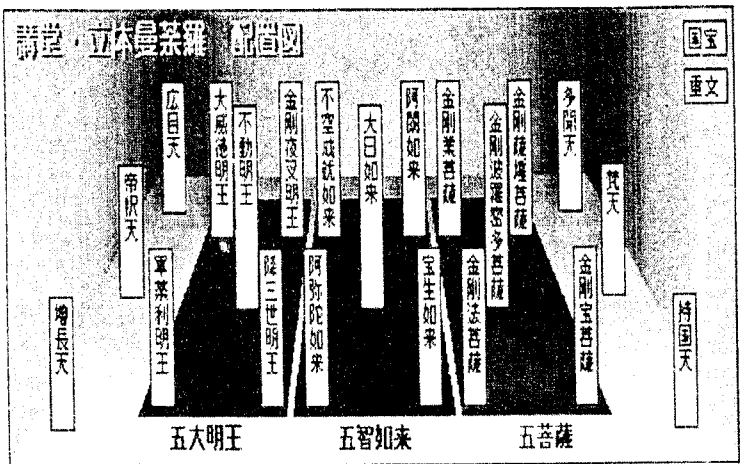 講堂・立体曼荼羅 配置図
国宝
重文
広目天
大威徳明王
不動明王
金剛夜叉明王
不空成就如来
大日如来
阿閦如来
金剛業菩薩
金剛波羅密多菩薩
金剛薩埵菩薩
多聞天
帝釈天
梵天
軍荼利明王
降三世明王
阿弥陀如来
宝生如来
金剛法菩薩
金剛宝菩薩
増長天
持国天
五大明王
五智如来
五菩薩